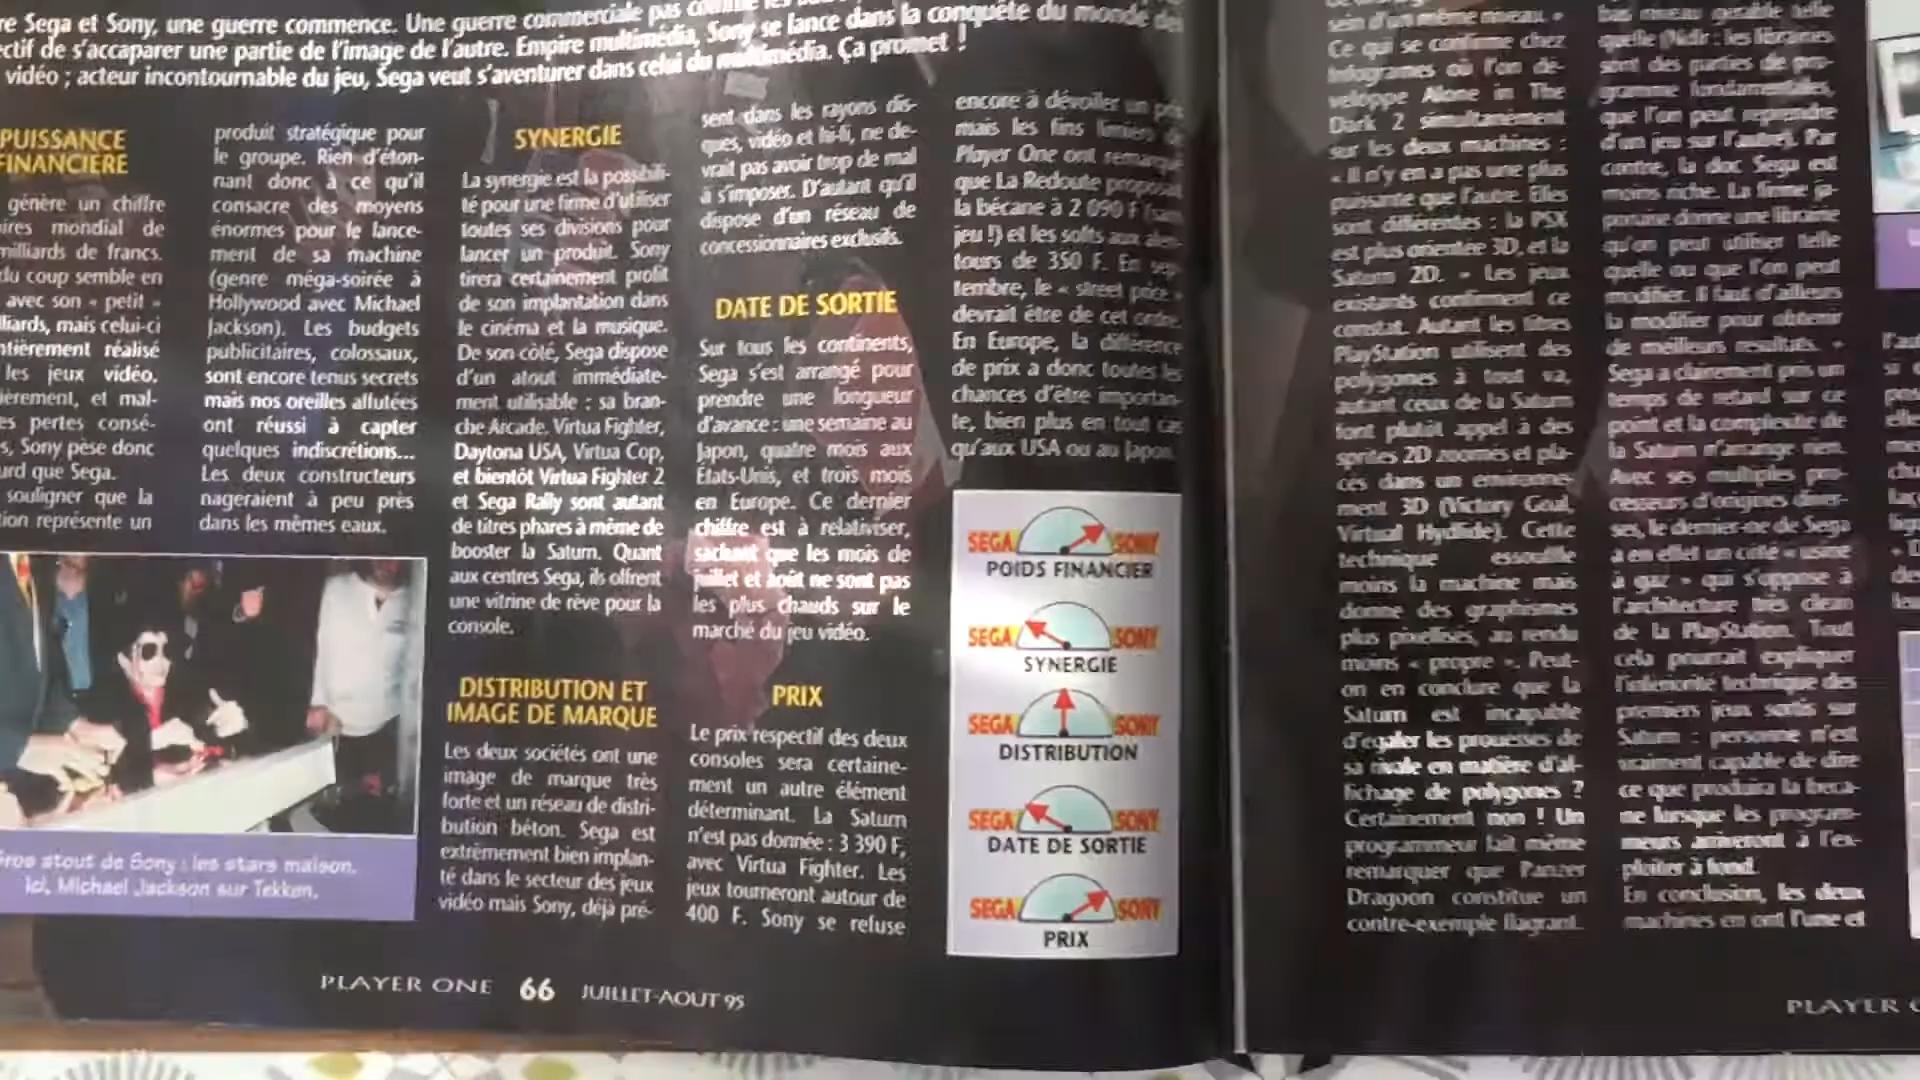 re Sega et Sony, une guerre commence. Une guerre commerciale pas comme les
ectif de s'accaparer une partie de l'image de l'autre. Empire multimédia, Sony se lance dans la conquête du monde des
vidéo ; acteur incontournable du jeu, Sega veut s'aventurer dans celui du multimédia. Ça promet !
PUISSANCE
FINANCIERE
génère un chiffre
ires mondial de
milliards de francs.
du coup semble en
avec son « petit »
lliards, mais celui-ci
ntièrement réalisé
les jeux vidéo.
ièrement, et mal-
es pertes consé-
s, Sony pèse donc
urd que Sega.
souligner que la
tion représente un
produit stratégique pour
le groupe. Rien d'éton-
nant donc à ce qu'il
consacre des moyens
énormes pour le lance-
ment de sa machine
(genre méga-soirée à
Hollywood avec Michael
Jackson). Les budgets
publicitaires, colossaux,
sont encore tenus secrets
mais nos oreilles affutées
ont réussi à capter
quelques indiscrétions...
Les deux constructeurs
nageraient à peu près
dans les mêmes eaux.
Gros atout de Sony : les stars maison.
Ici, Michael Jackson sur Tekken.
SYNERGIE
La synergie est la possibili-
té pour une firme d'utiliser
toutes ses divisions pour
lancer un produit. Sony
tirera certainement profit
de son implantation dans
le cinéma et la musique.
De son côté, Sega dispose
d'un atout immédiate-
ment utilisable : sa bran-
che Arcade. Virtua Fighter,
Daytona USA, Virtua Cop,
et bientôt Virtua Fighter 2
et Sega Rally sont autant
de titres phares à même de
booster la Saturn. Quant
aux centres Sega, ils offrent
une vitrine de rêve pour la
console.
DISTRIBUTION ET
IMAGE DE MARQUE
Les deux sociétés ont une
image de marque très
forte et un réseau de distri-
bution béton. Sega est
extrêmement bien implan-
té dans le secteur des jeux
vidéo mais Sony, déjà pré-
sent dans les rayons dis-
ques, vidéo et hi-fi, ne de-
vrait pas avoir trop de mal
à s'imposer. D'autant qu'il
dispose d'un réseau de
concessionnaires exclusifs.
DATE DE SORTIE
Sur tous les continents,
Sega s'est arrangé pour
prendre une longueur
d'avance : une semaine au
Japon, quatre mois aux
États-Unis, et trois mois
en Europe. Ce dernier
chiffre est à relativiser,
sachant que les mois de
juillet et août ne sont pas
les plus chauds sur le
marché du jeu vidéo.
PRIX
Le prix respectif des deux
consoles sera certaine-
ment un autre élément
déterminant. La Saturn
n'est pas donnée : 3 390 F,
avec Virtua Fighter. Les
jeux tourneront autour de
400 F. Sony se refuse
encore à dévoiler un prix
mais les fins limiers de
Player One ont remarqué
que La Redoute proposait
la bécane à 2 090 F (sans
jeu !) et les softs aux alen-
tours de 350 F. En sep-
tembre, le « street price »
devrait être de cet ordre.
En Europe, la différence
de prix a donc toutes les
chances d'être importan-
te, bien plus en tout cas
qu'aux USA ou au Japon.
SEGA SONY
POIDS FINANCIER
SEGA SONY
SYNERGIE
SEGA SONY
DISTRIBUTION
SEGA SONY
DATE DE SORTIE
SEGA SONY
PRIX
PLAYER ONE 66 JUILLET-AOÛT 95
sein d'un même niveau. »
Ce qui se confirme chez
Infogrames où l'on dé-
veloppe Alone in The
Dark 2 simultanément
sur les deux machines :
« Il n'y en a pas une plus
puissante que l'autre. Elles
sont différentes : la PSX
est plus orientée 3D, et la
Saturn 2D. » Les jeux
existants confirment ce
constat. Autant les titres
PlayStation utilisent des
polygones à tout va,
autant ceux de la Saturn
font plutôt appel à des
sprites 2D zoomés et pla-
cés dans un environne-
ment 3D (Victory Goal,
Virtual Hydlide). Cette
technique essouffle
moins la machine mais
donne des graphismes
plus pixellisés, au rendu
moins « propre ». Peut-
on en conclure que la
Saturn est incapable
d'égaler les prouesses de
sa rivale en matière d'af-
fichage de polygones ?
Certainement non ! Un
programmeur fait même
remarquer que Panzer
Dragoon constitue un
contre-exemple flagrant.
bas niveau gérable telle
quelle (Ndlr : les librairies
sont des parties de pro-
gramme fondamentales,
que l'on peut reprendre
d'un jeu sur l'autre). Par
contre, la doc Sega est
moins riche. La firme ja-
ponaise donne une librairie
qu'on peut utiliser telle
quelle ou que l'on peut
modifier. Il faut d'ailleurs
la modifier pour obtenir
de meilleurs resultats. »
Sega a clairement pris un
temps de retard sur ce
point et la complexité de
la Saturn n'arrange rien.
Avec ses multiples pro-
cesseurs d'origines diver-
ses, le dernier-né de Sega
a en effet un côté « usine
à gaz » qui s'oppose à
l'architecture très clean
de la PlayStation. Tout
cela pourrait expliquer
l'infériorité technique des
premiers jeux sortis sur
Saturn : personne n'est
vraiment capable de dire
ce que produira la béca-
ne lorsque les program-
meurs arriveront à l'ex-
ploiter à fond.
En conclusion, les deux
machines en ont l'une et
PLAYER